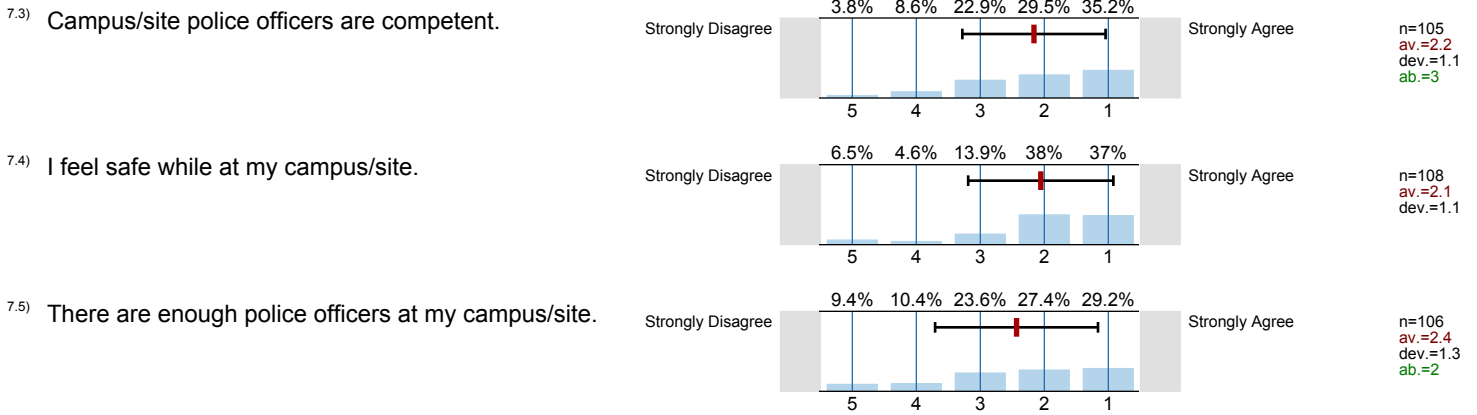 7.3) Campus/site police officers are competent.
3.8% 8.6% 22.9% 29.5% 35.2%
Strongly Disagree
Strongly Agree
5 4 3 2 1
n=105
av.=2.2
dev.=1.1
ab.=3
7.4) I feel safe while at my campus/site.
6.5% 4.6% 13.9% 38% 37%
Strongly Disagree
Strongly Agree
5 4 3 2 1
n=108
av.=2.1
dev.=1.1
7.5) There are enough police officers at my campus/site.
9.4% 10.4% 23.6% 27.4% 29.2%
Strongly Disagree
Strongly Agree
5 4 3 2 1
n=106
av.=2.4
dev.=1.3
ab.=2